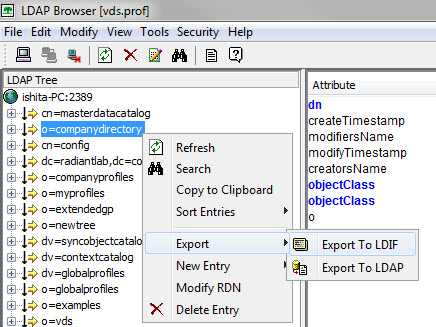 LDAP Browser [vds.prof]
File Edit Modify View Tools Security Help
LDAP Tree
ishita-PC:2389
cn=masterdatacatalog
o=companydirectory
cn=config
dc=radiantlab,dc=co
o=companyprofiles
o=myprofiles
o=extendedgp
o=newtree
dv=syncobjectcatalo
dv=contextcatalog
dv=globalprofiles
o=examples
o=vds
Refresh
Search
Copy to Clipboard
Sort Entries
Export
New Entry
Modify RDN
Delete Entry
Export To LDIF
Export To LDAP
Attribute
dn
createTimestamp
modifiersName
modifyTimestamp
creatorsName
objectClass
objectClass
o